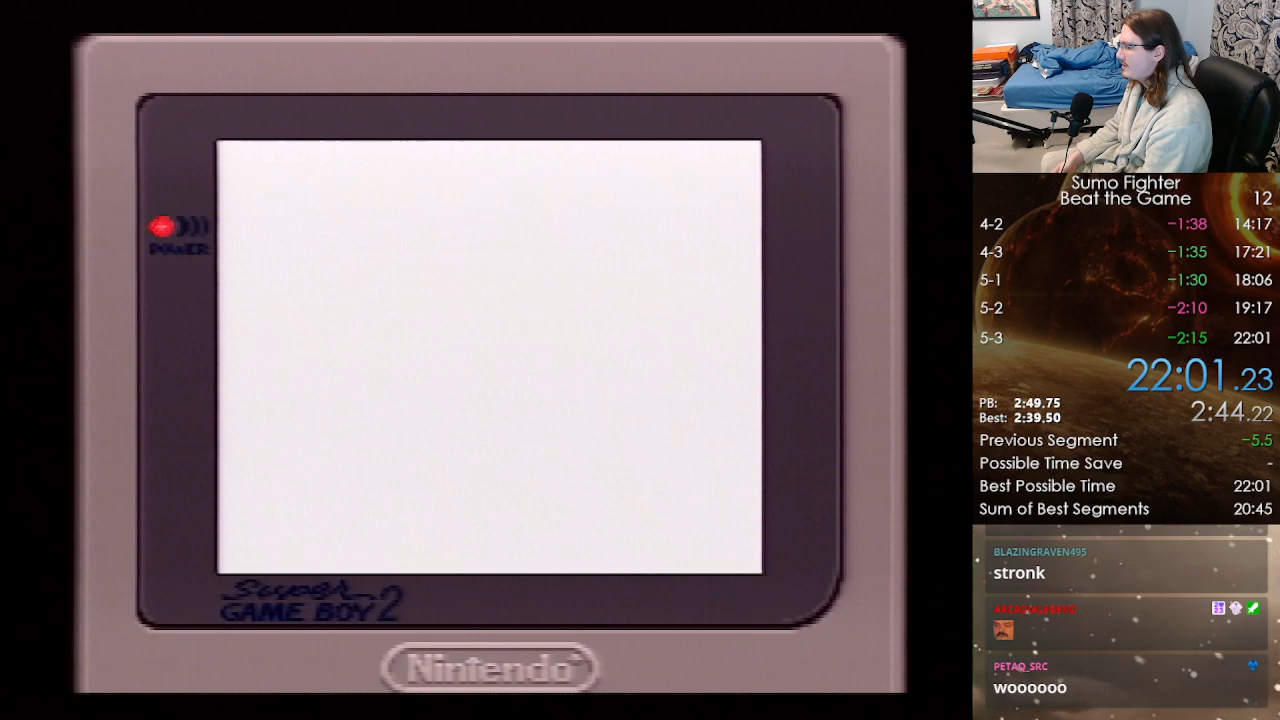 POWER
Super
GAME BOY 2
Nintendo
Sumo Fighter
Beat the Game 12
4-2 −1:38 14:17
4-3 −1:35 17:21
5-1 −1:30 18:06
5-2 −2:10 19:17
5-3 −2:15 22:01
22:01.23
PB: 2:49.75
Best: 2:39.50
2:44.22
Previous Segment −5.5
Possible Time Save -
Best Possible Time 22:01
Sum of Best Segments 20:45
BLAZINGRAVEN495
stronk
PETAQ_SRC
woooooo